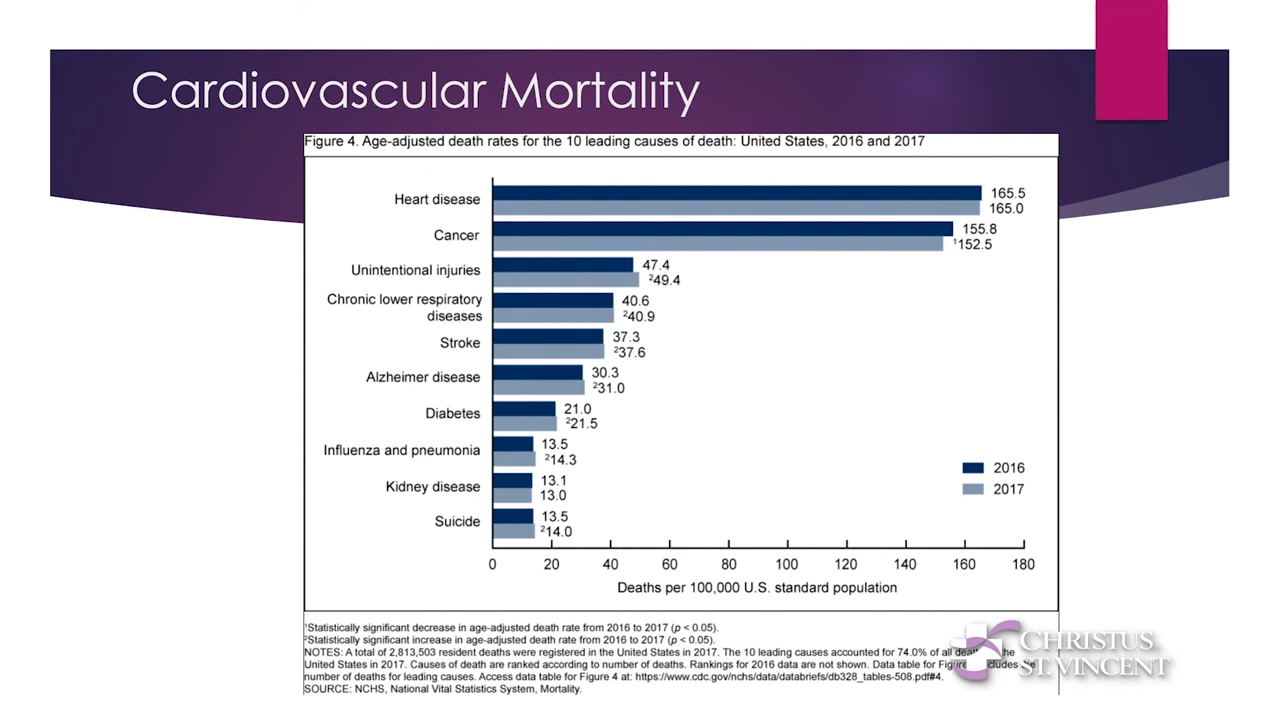 Cardiovascular Mortality
Figure 4. Age-adjusted death rates for the 10 leading causes of death: United States, 2016 and 2017
Heart disease
165.5
165.0
Cancer
155.8
¹152.5
Unintentional injuries
47.4
²49.4
Chronic lower respiratory
diseases
40.6
²40.9
Stroke
37.3
²37.6
Alzheimer disease
30.3
²31.0
Diabetes
21.0
²21.5
Influenza and pneumonia
13.5
²14.3
Kidney disease
13.1
13.0
Suicide
13.5
²14.0
2016
2017
0 20 40 60 80 100 120 140 160 180
Deaths per 100,000 U.S. standard population
¹Statistically significant decrease in age-adjusted death rate from 2016 to 2017 (p < 0.05).
²Statistically significant increase in age-adjusted death rate from 2016 to 2017 (p < 0.05).
NOTES: A total of 2,813,503 resident deaths were registered in the United States in 2017. The 10 leading causes accounted for 74.0% of all
United States in 2017. Causes of death are ranked according to number of deaths. Rankings for 2016 data are not shown. Data table for
number of deaths for leading causes. Access data table for Figure 4 at: https://www.cdc.gov/nchs/data/databriefs/db328_tables-508.pdf#4.
SOURCE: NCHS, National Vital Statistics System, Mortality.
CHRISTUS
ST. VINCENT